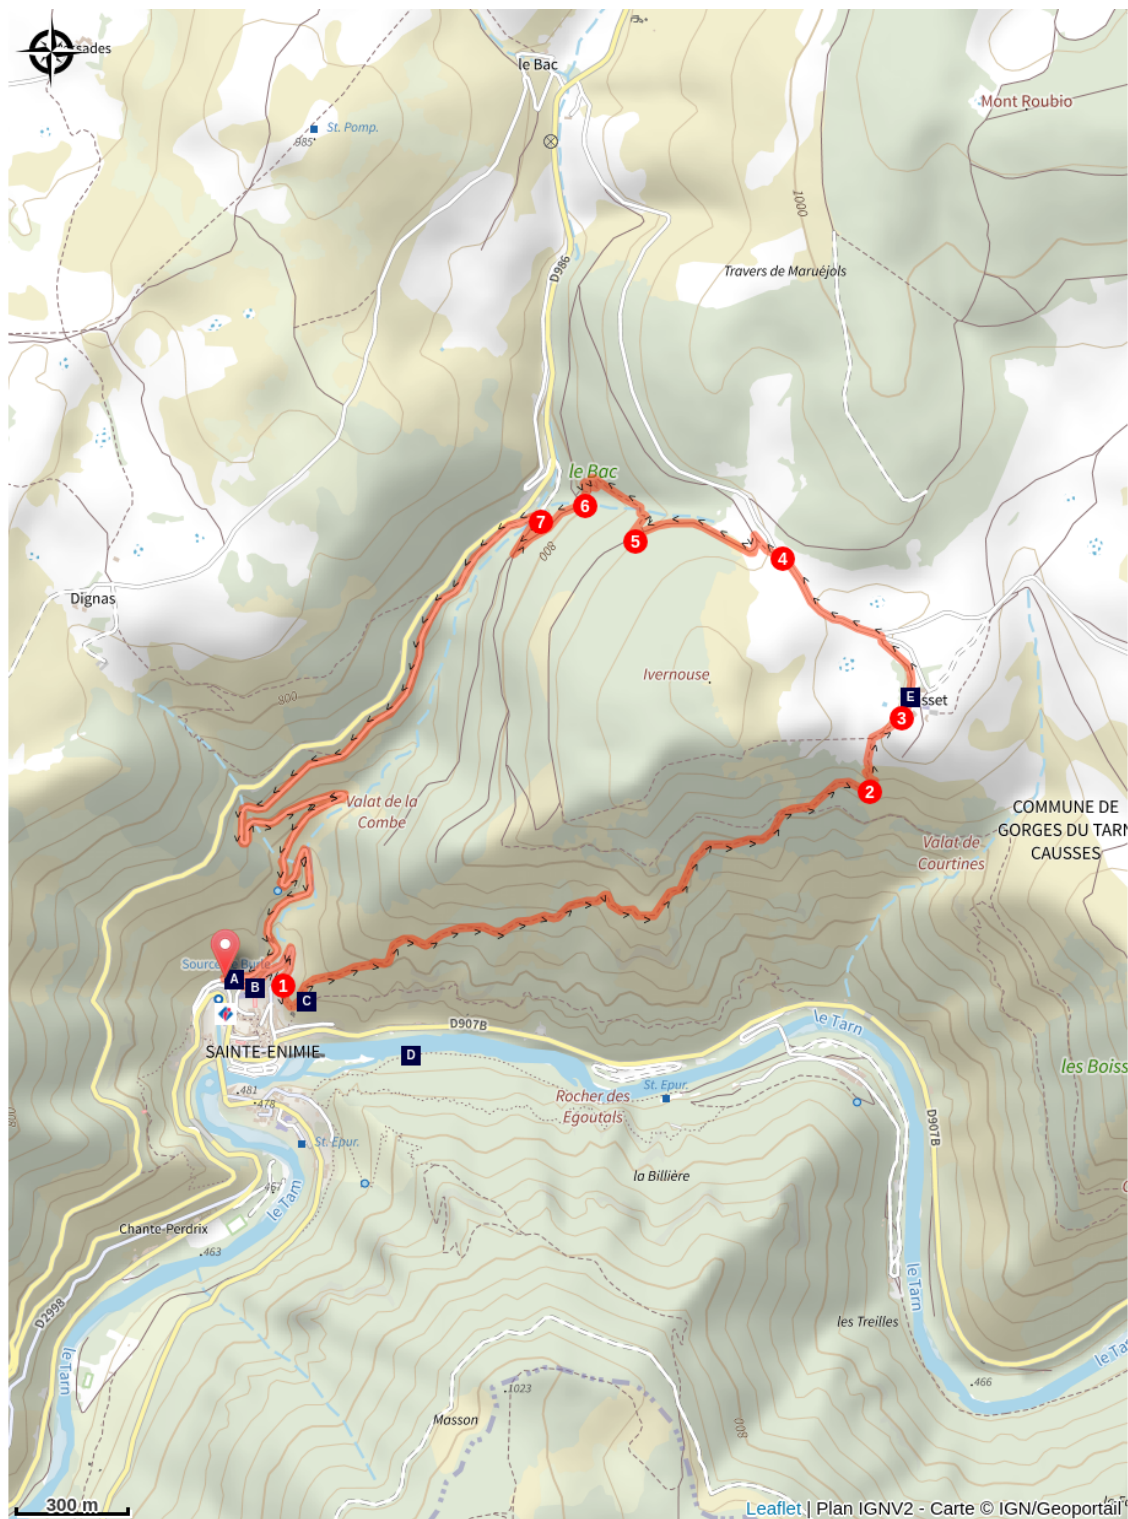 le Bac
Mont Roubio
St. Pomp.
985
1000
D986
Travers de Maruéjols
le Bac
6
7
5
800
4
Dignas
Ivernouse
800
E
sset
3
2
Valat de la
Combe
COMMUNE DE
GORGES DU TARN
CAUSSES
Valat de
Courtines
A
B
1
C
D907B
le Tarn
SAINTE-ENIMIE
D
les Boiss
481
478
St. Epur.
Rocher des
Egoutals
D907B
St. Epur.
la Billière
467
le Tarn
Chante-Perdrix
463
le Tarn
D2998
les Treilles
le Tarn
le Ta
466
1023
Masson
800
300 m
Leaflet | Plan IGNV2 - Carte © IGN/Geoportail